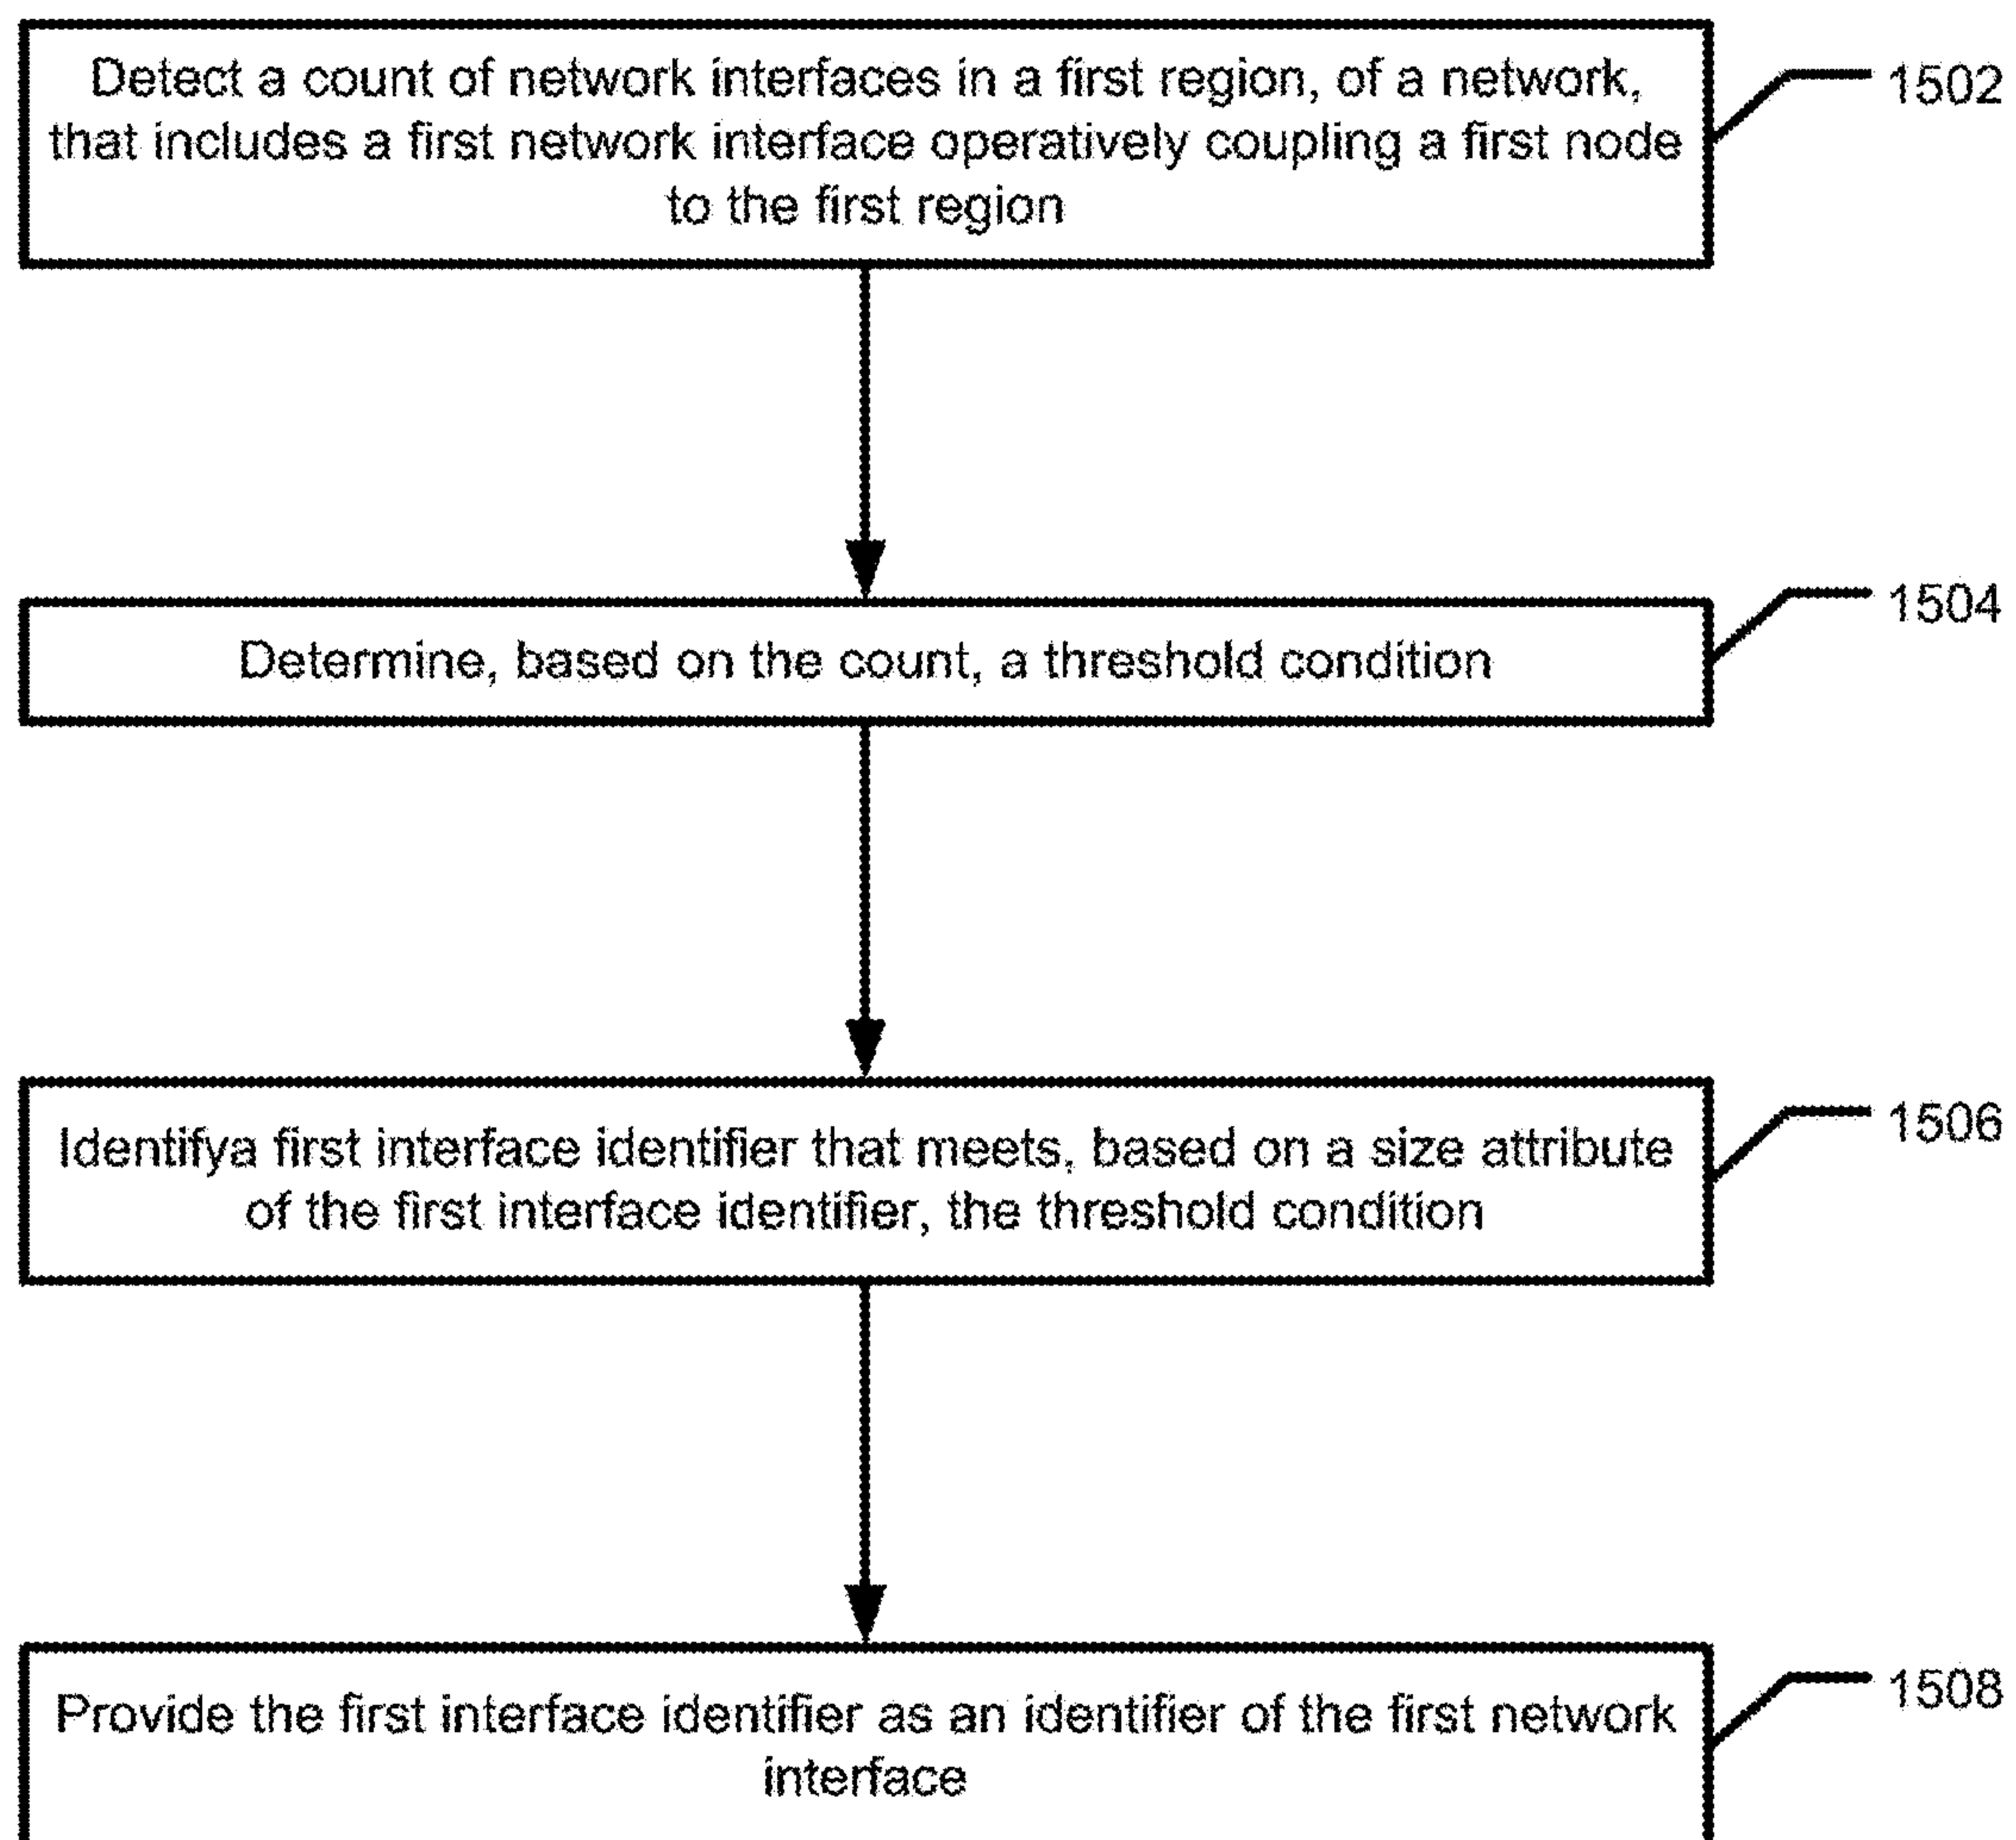 Detect a count of network interfaces in a first region, of a network,
that includes a first network interface operatively coupling a first node
to the first region
1502
Determine, based on the count, a threshold condition
1504
Identifya first interface identifier that meets, based on a size attribute
of the first interface identifier, the threshold condition
1506
Provide the first interface identifier as an identifier of the first network
interface
1508